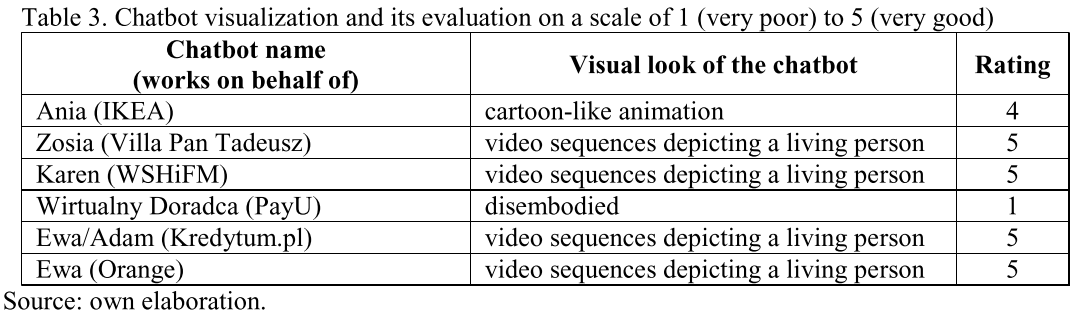 Table 3. Chatbot visualization and its evaluation on a scale of 1 (very poor) to 5 (very good)
Chatbot name
(works on behalf of)
Visual look of the chatbot
Rating
Ania (IKEA) cartoon-like animation 4
Zosia (Villa Pan Tadeusz) video sequences depicting a living person 5
Karen (WSHiFM) video sequences depicting a living person 5
Wirtualny Doradca (PayU) disembodied 1
Ewa/Adam (Kredytum.pl) video sequences depicting a living person 5
Ewa (Orange) video sequences depicting a living person 5
Source: own elaboration.